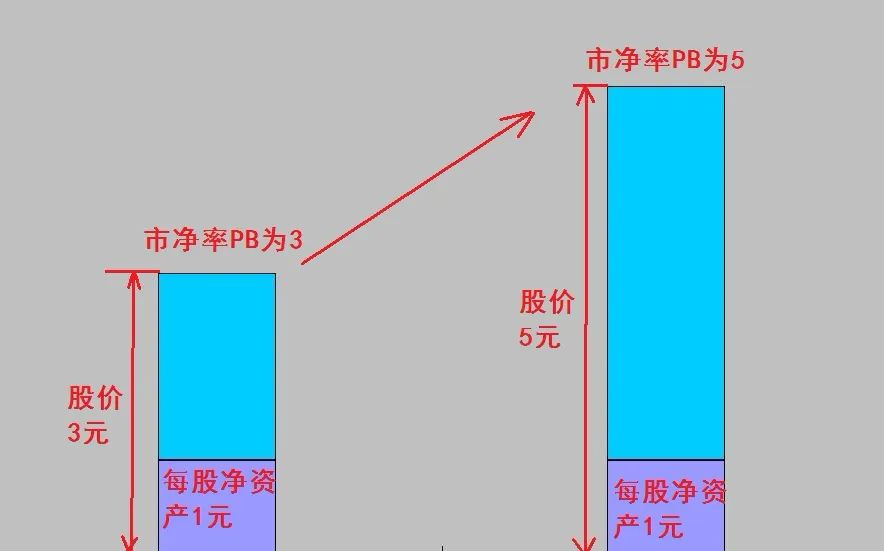 市净率PB为5
市净率PB为3
股价
5元
股价
3元
每股净资
产1元
每股净资
产1元